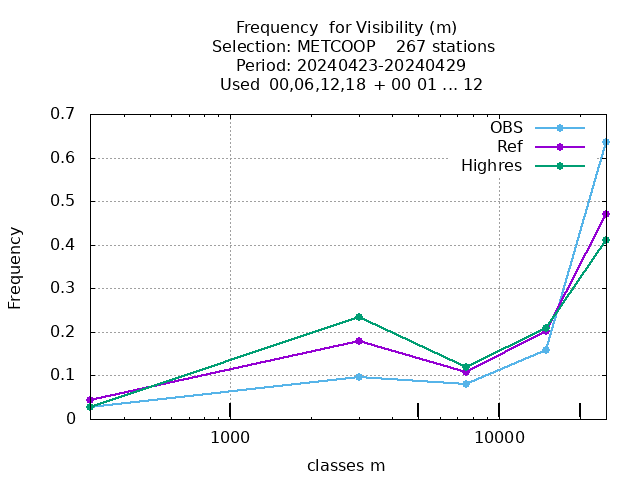 Frequency  for Visibility (m)
Selection: METCOOP    267 stations
Period: 20240423-20240429
Used  00,06,12,18  + 00 01 ... 12
0.7
0.6
0.5
0.4
0.3
0.2
0.1
0
Frequency
OBS
Ref
Highres
1000
10000
classes m